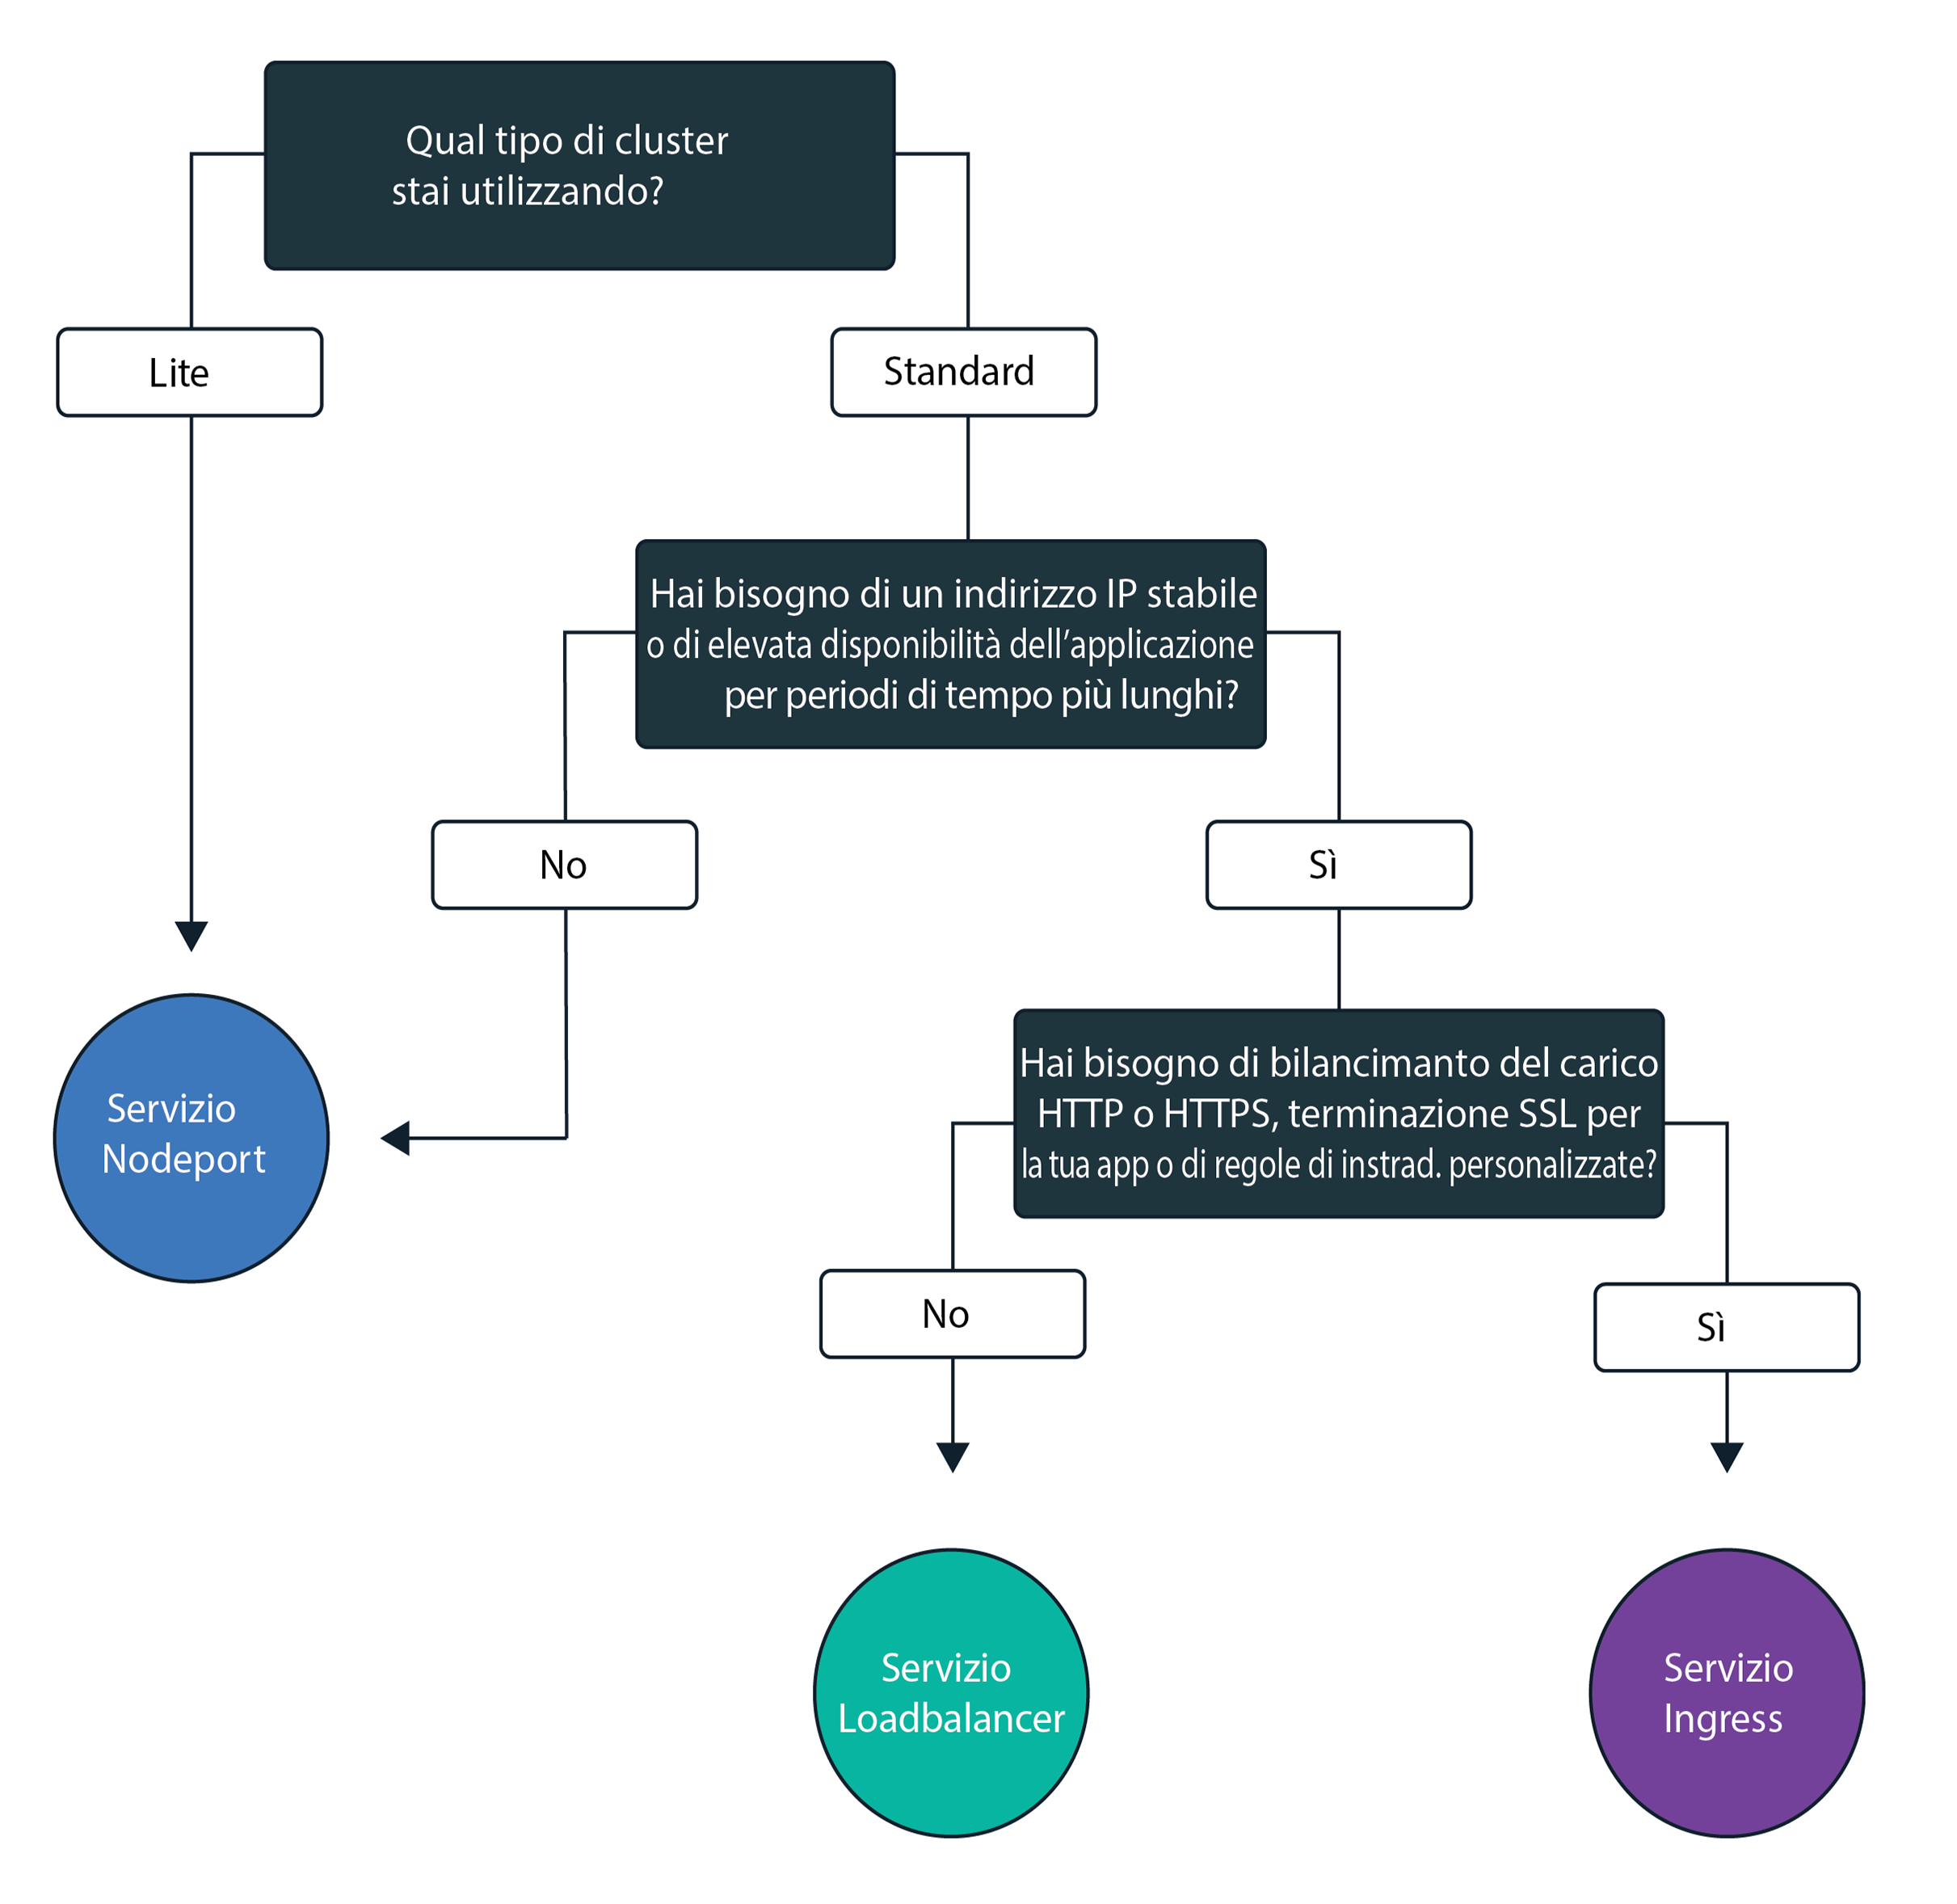 Qual tipo di cluster
stai utilizzando?
Lite
Standard
Hai bisogno di un indirizzo IP stabile
o di elevata disponibilità dell'applicazione
per periodi di tempo più lunghi?
No
Sì
Hai bisogno di bilancimanto del carico
HTTP o HTTPS, terminazione SSL per
la tua app o di regole di instrad. personalizzate?
Servizio
Nodeport
No
Sì
Servizio
Loadbalancer
Servizio
Ingress